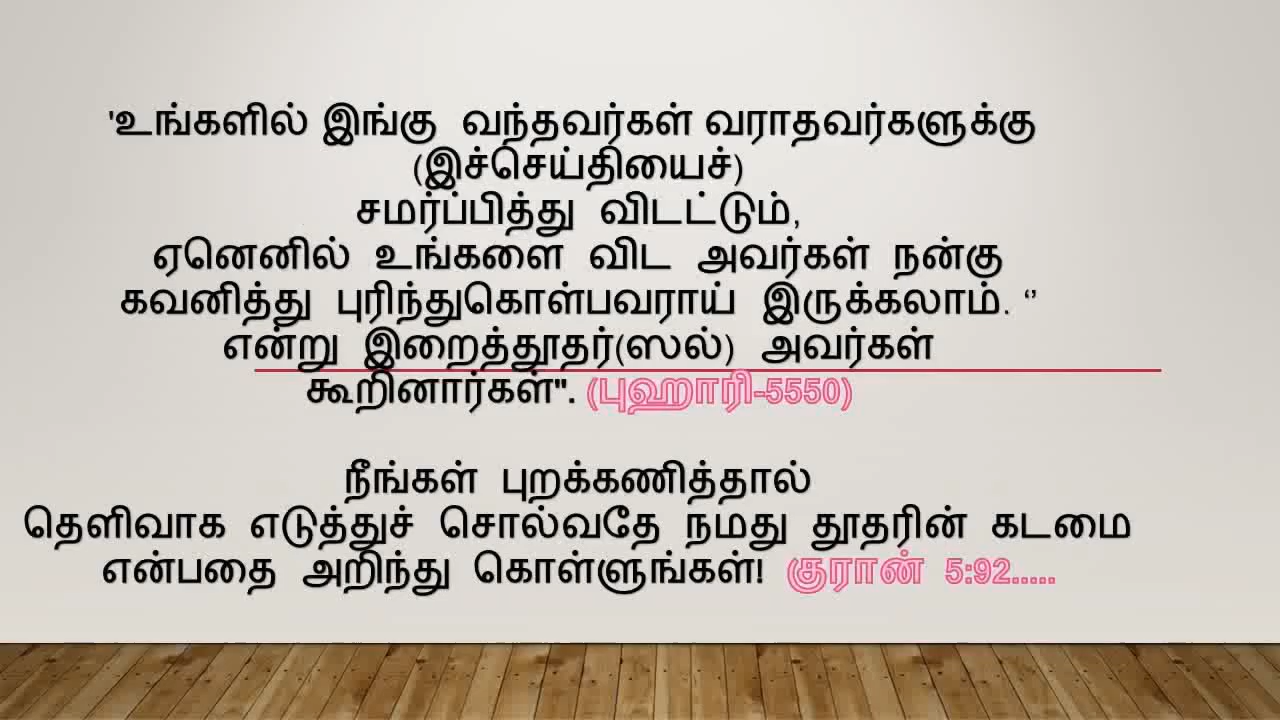 'உங்களில் இங்கு வந்தவர்கள் வராதவர்களுக்கு
(இச்செய்தியைச்)
சமர்ப்பித்து விடட்டும்,
ஏனெனில் உங்களை விட அவர்கள் நன்கு
கவனித்து புரிந்துகொள்பவராய் இருக்கலாம். ‘’
என்று இறைத்தூதர்(ஸல்) அவர்கள்
கூறினார்கள்". (புஹாரி-5550)
நீங்கள் புறக்கணித்தால்
தெளிவாக எடுத்துச் சொல்வதே நமது தூதரின் கடமை
என்பதை அறிந்து கொள்ளுங்கள்! குரான் 5:92.....